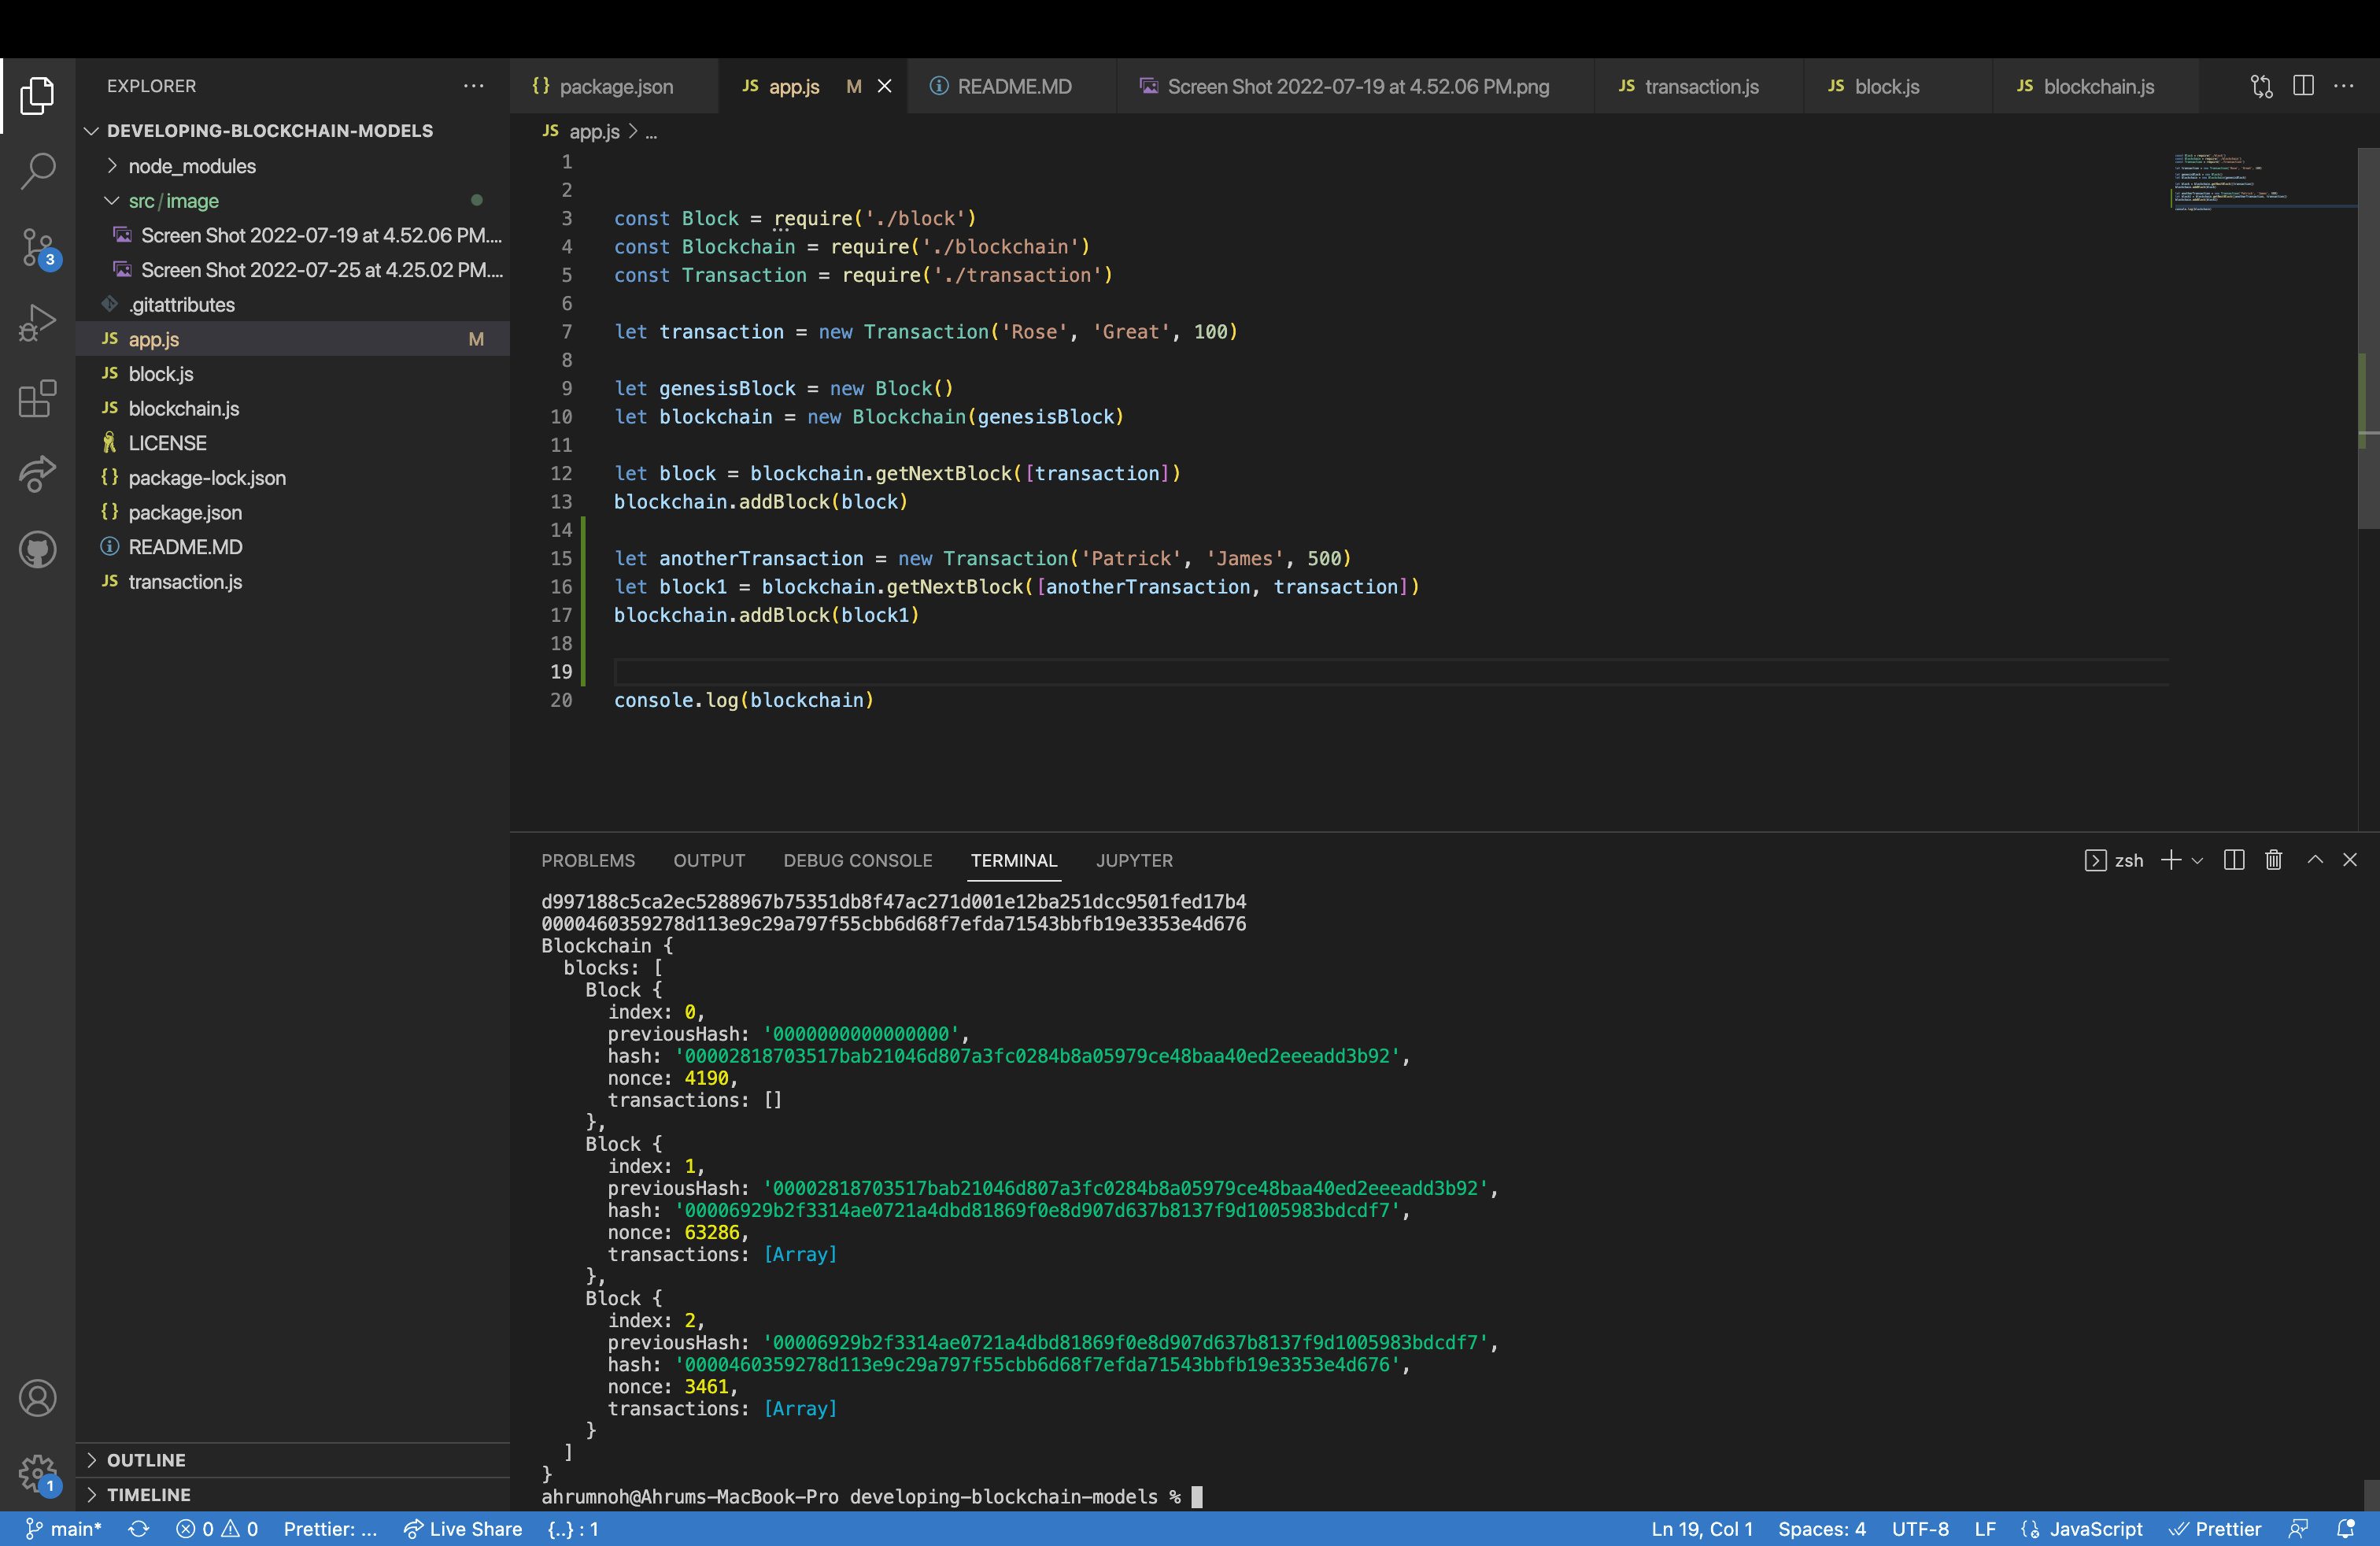 EXPLORER
···
DEVELOPING-BLOCKCHAIN-MODELS
node_modules
src/image
Screen Shot 2022-07-19 at 4.52.06 PM....
Screen Shot 2022-07-25 at 4.25.02 PM....
.gitattributes
JS app.js M
JS block.js
JS blockchain.js
LICENSE
{} package-lock.json
{} package.json
README.MD
JS transaction.js
OUTLINE
TIMELINE
3
1
{} package.json
JS app.js M
README.MD
Screen Shot 2022-07-19 at 4.52.06 PM.png
JS transaction.js
JS block.js
JS blockchain.js
JS app.js > ...
1
2
3 const Block = require('./block')
4 const Blockchain = require('./blockchain')
5 const Transaction = require('./transaction')
6
7 let transaction = new Transaction('Rose', 'Great', 100)
8
9 let genesisBlock = new Block()
10 let blockchain = new Blockchain(genesisBlock)
11
12 let block = blockchain.getNextBlock([transaction])
13 blockchain.addBlock(block)
14
15 let anotherTransaction = new Transaction('Patrick', 'James', 500)
16 let block1 = blockchain.getNextBlock([anotherTransaction, transaction])
17 blockchain.addBlock(block1)
18
19
20 console.log(blockchain)
PROBLEMS OUTPUT DEBUG CONSOLE TERMINAL JUPYTER
zsh
d997188c5ca2ec5288967b75351db8f47ac271d001e12ba251dcc9501fed17b4
0000460359278d113e9c29a797f55cbb6d68f7efda71543bbfb19e3353e4d676
Blockchain {
blocks: [
Block {
index: 0,
previousHash: '0000000000000000',
hash: '00002818703517bab21046d807a3fc0284b8a05979ce48baa40ed2eeeadd3b92',
nonce: 4190,
transactions: []
},
Block {
index: 1,
previousHash: '00002818703517bab21046d807a3fc0284b8a05979ce48baa40ed2eeeadd3b92',
hash: '00006929b2f3314ae0721a4dbd81869f0e8d907d637b8137f9d1005983bdcdf7',
nonce: 63286,
transactions: [Array]
},
Block {
index: 2,
previousHash: '00006929b2f3314ae0721a4dbd81869f0e8d907d637b8137f9d1005983bdcdf7',
hash: '0000460359278d113e9c29a797f55cbb6d68f7efda71543bbfb19e3353e4d676',
nonce: 3461,
transactions: [Array]
}
]
}
ahrumnoh@Ahrums-MacBook-Pro developing-blockchain-models %
main* 0 0 Prettier: ... Live Share {..} : 1
Ln 19, Col 1 Spaces: 4 UTF-8 LF JavaScript Prettier